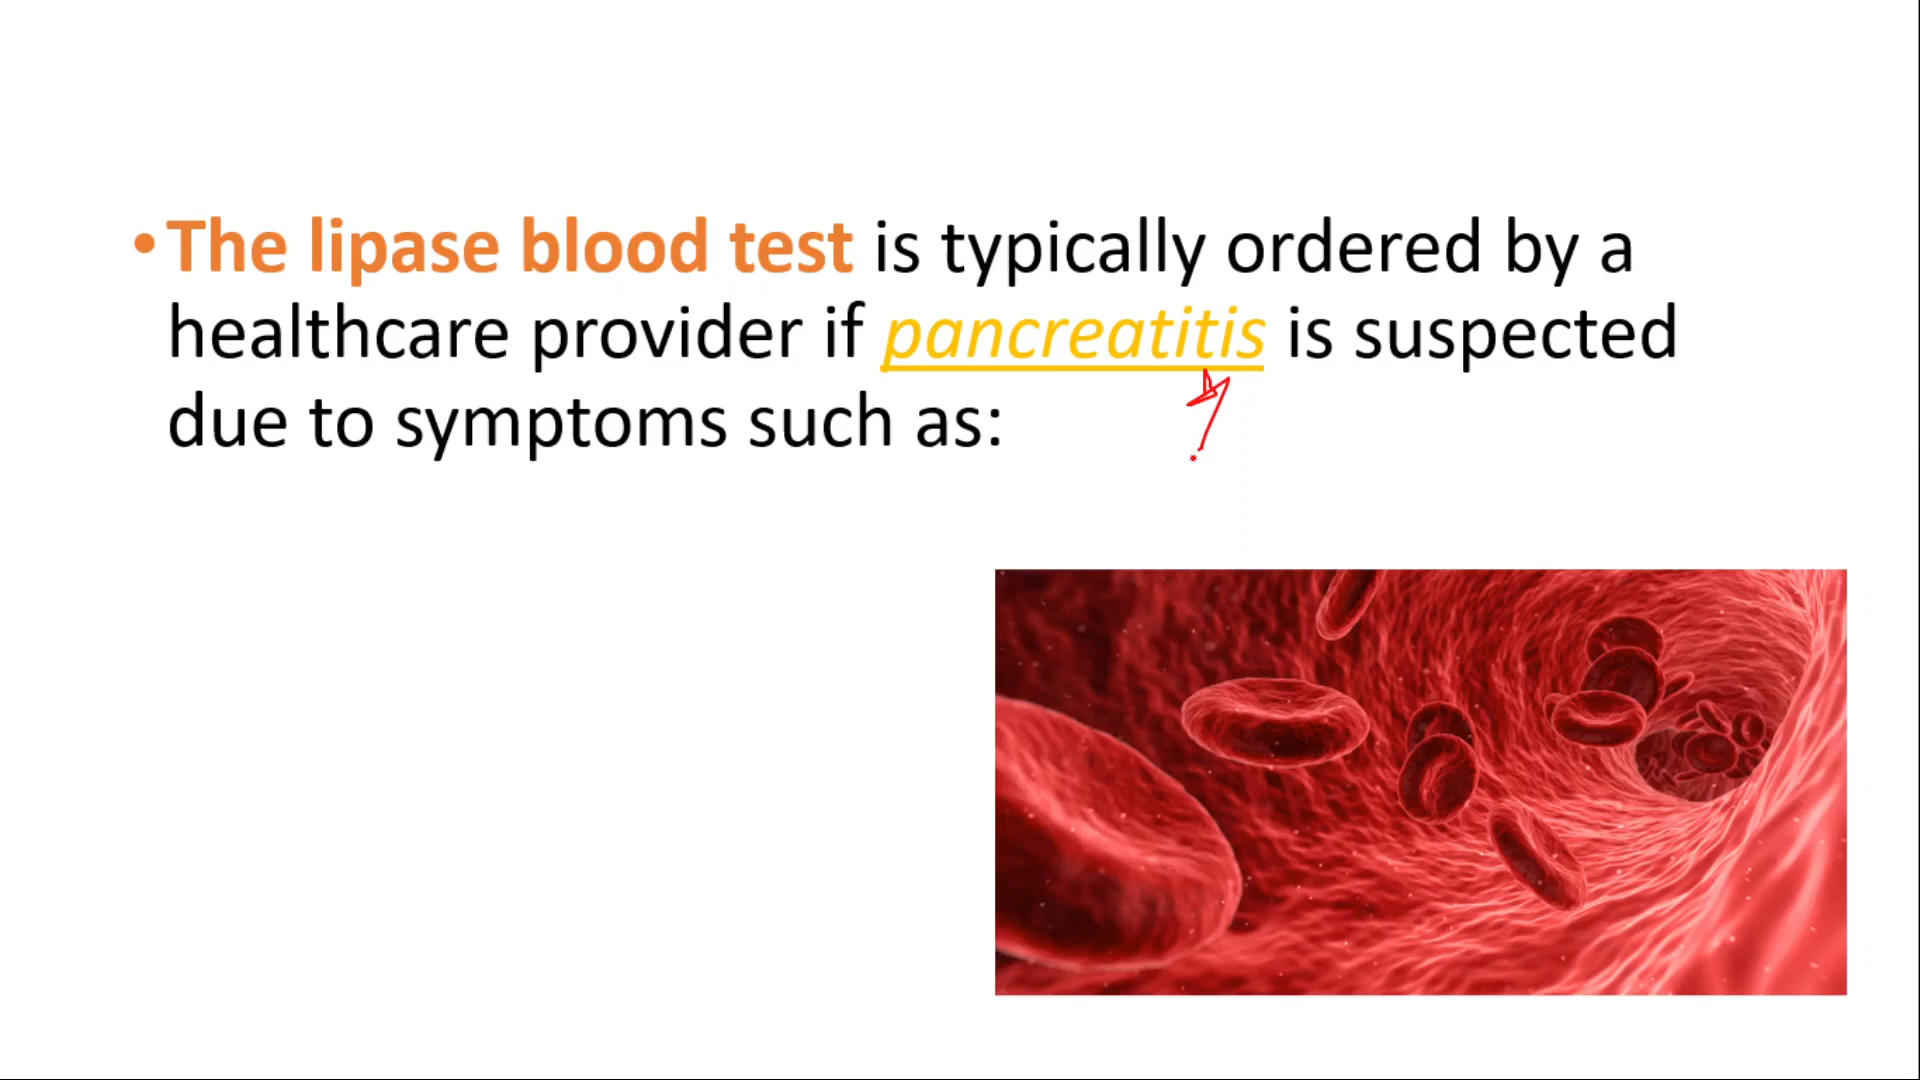 •The lipase blood test is typically ordered by a
healthcare provider if pancreatitis is suspected
due to symptoms such as: